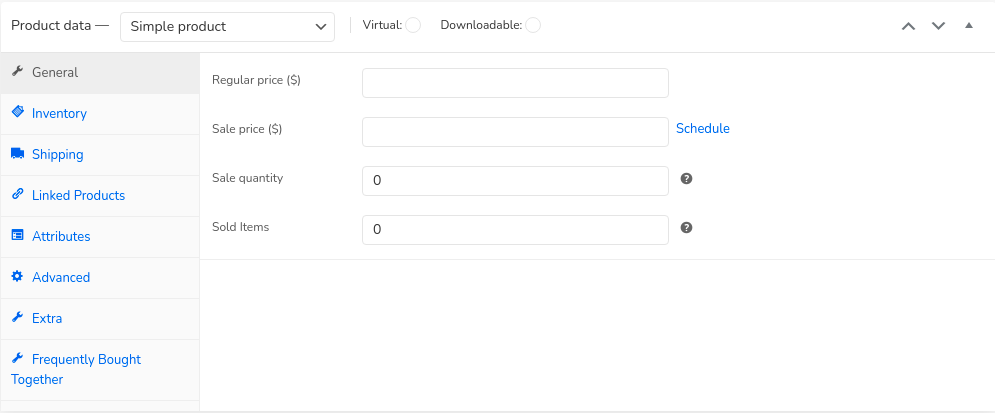 Product data — Simple product Virtual: Downloadable:
General
Regular price ($)
Inventory
Sale price ($) Schedule
Shipping
Sale quantity 0 ?
Linked Products
Sold Items 0 ?
Attributes
Advanced
Extra
Frequently Bought
Together